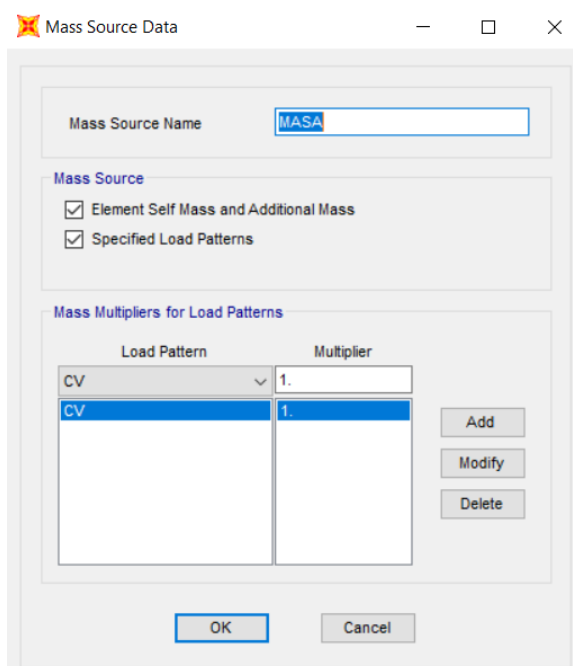 Mass Source Data
Mass Source Name MASA
Mass Source
Element Self Mass and Additional Mass
Specified Load Patterns
Mass Multipliers for Load Patterns
Load Pattern Multiplier
CV 1.
CV 1.
Add
Modify
Delete
OK Cancel